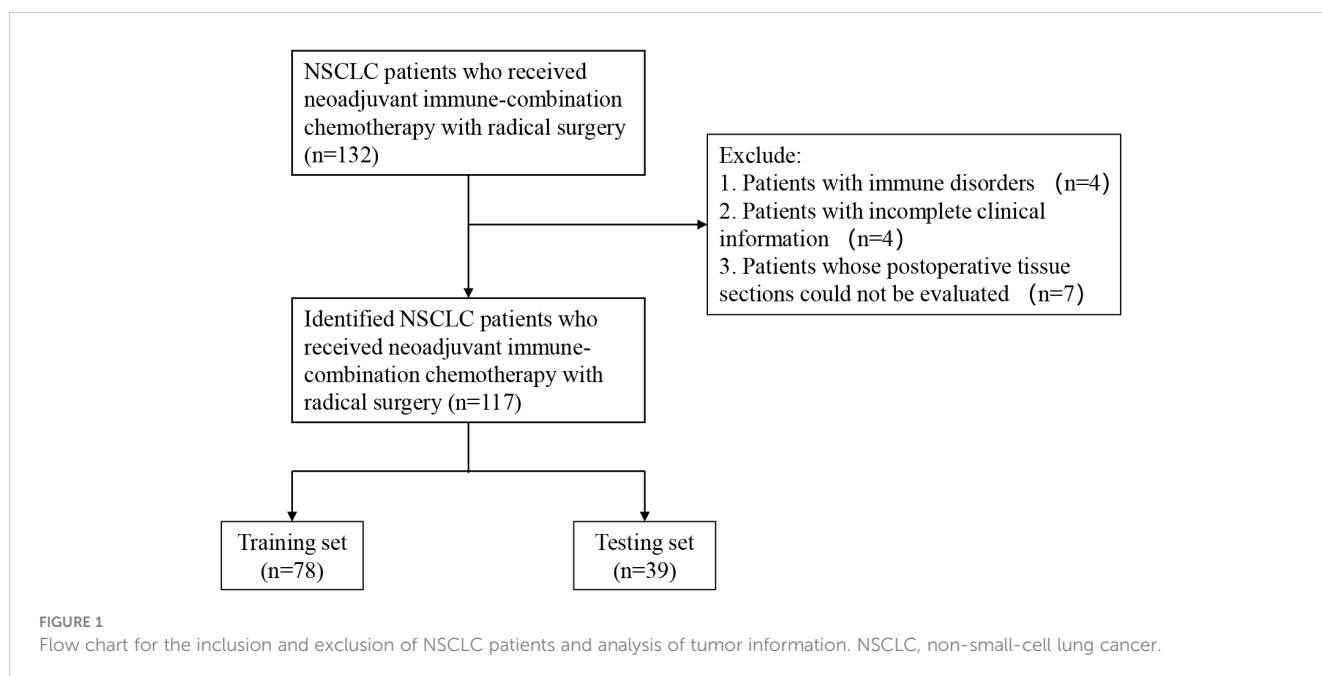 NSCLC patients who received
neoadjuvant immune-combination
chemotherapy with radical surgery
(n=132)
Exclude:
1. Patients with immune disorders (n=4)
2. Patients with incomplete clinical
information (n=4)
3. Patients whose postoperative tissue
sections could not be evaluated (n=7)
Identified NSCLC patients who
received neoadjuvant immune-
combination chemotherapy with
radical surgery (n=117)
Training set
(n=78)
Testing set
(n=39)
FIGURE 1
Flow chart for the inclusion and exclusion of NSCLC patients and analysis of tumor information. NSCLC, non-small-cell lung cancer.